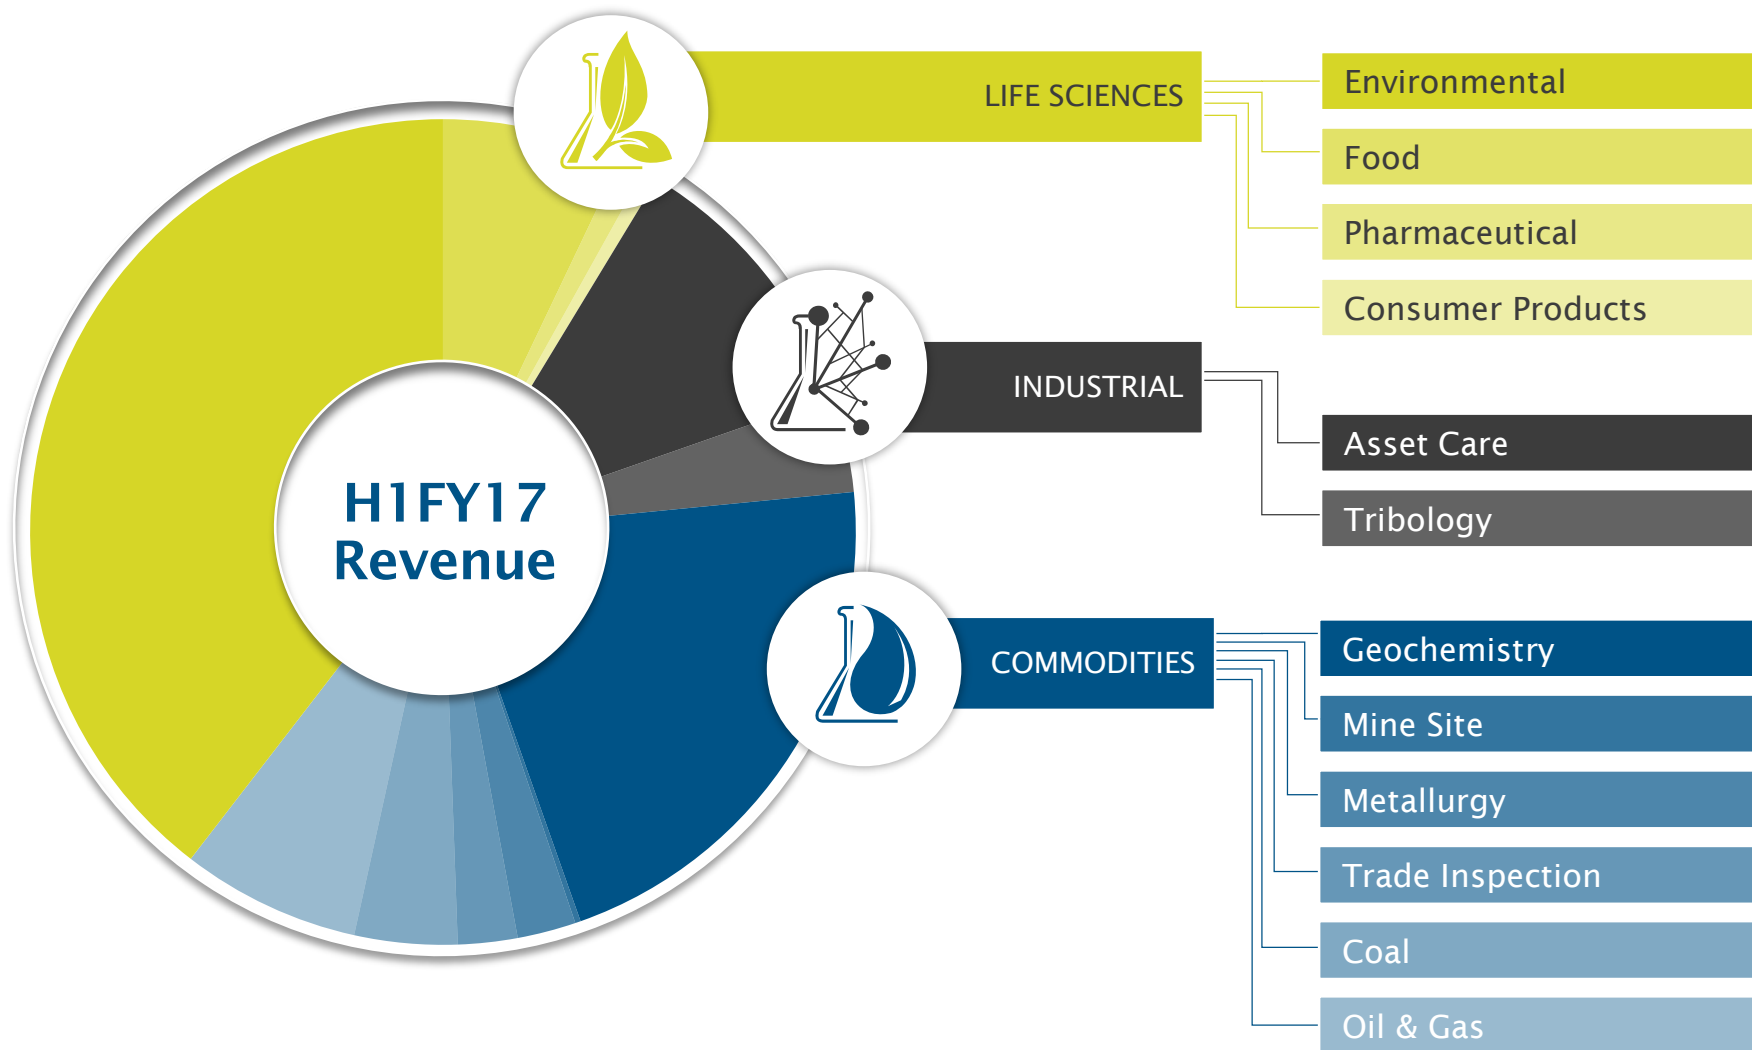 H1FY17
Revenue
LIFE SCIENCES
Environmental
Food
Pharmaceutical
Consumer Products
INDUSTRIAL
Asset Care
Tribology
COMMODITIES
Geochemistry
Mine Site
Metallurgy
Trade Inspection
Coal
Oil & Gas